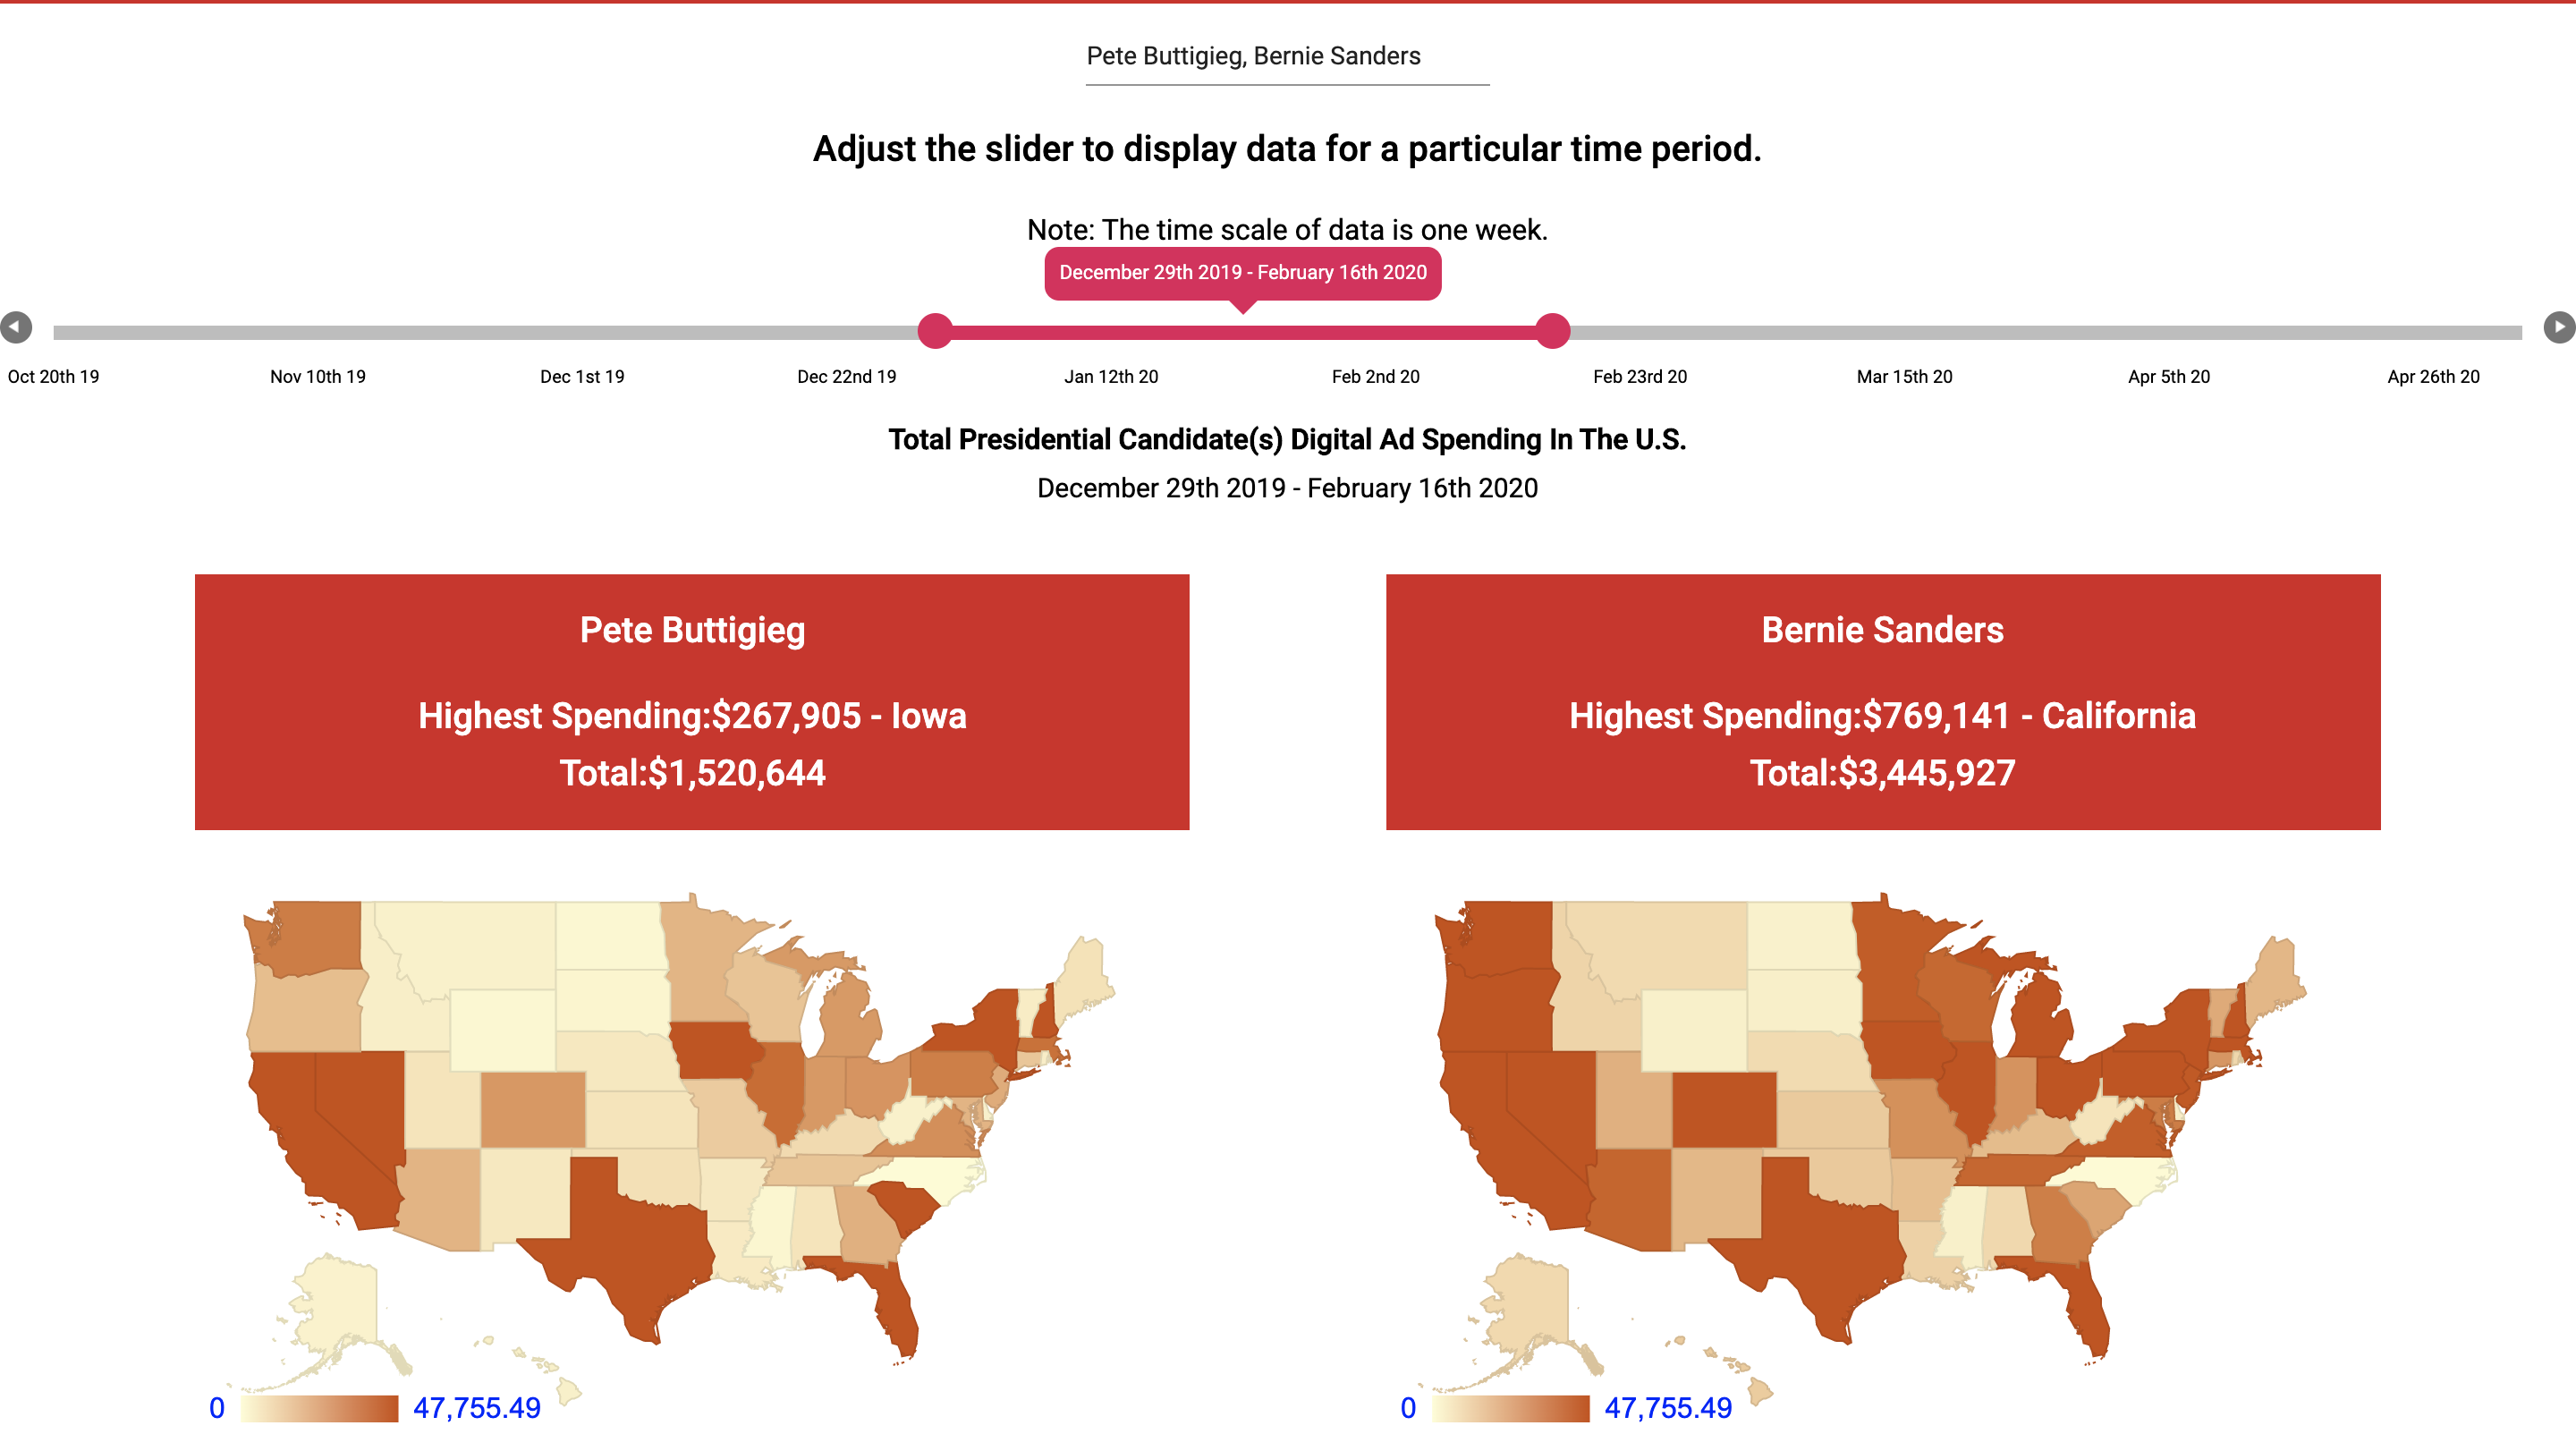 Pete Buttigieg, Bernie Sanders
Adjust the slider to display data for a particular time period.
Note: The time scale of data is one week.
December 29th 2019 - February 16th 2020
Oct 20th 19
Nov 10th 19
Dec 1st 19
Dec 22nd 19
Jan 12th 20
Feb 2nd 20
Feb 23rd 20
Mar 15th 20
Apr 5th 20
Apr 26th 20
Total Presidential Candidate(s) Digital Ad Spending In The U.S.
December 29th 2019 - February 16th 2020
Pete Buttigieg
Highest Spending:$267,905 - Iowa
Total:$1,520,644
Bernie Sanders
Highest Spending:$769,141 - California
Total:$3,445,927
0
47,755.49
0
47,755.49